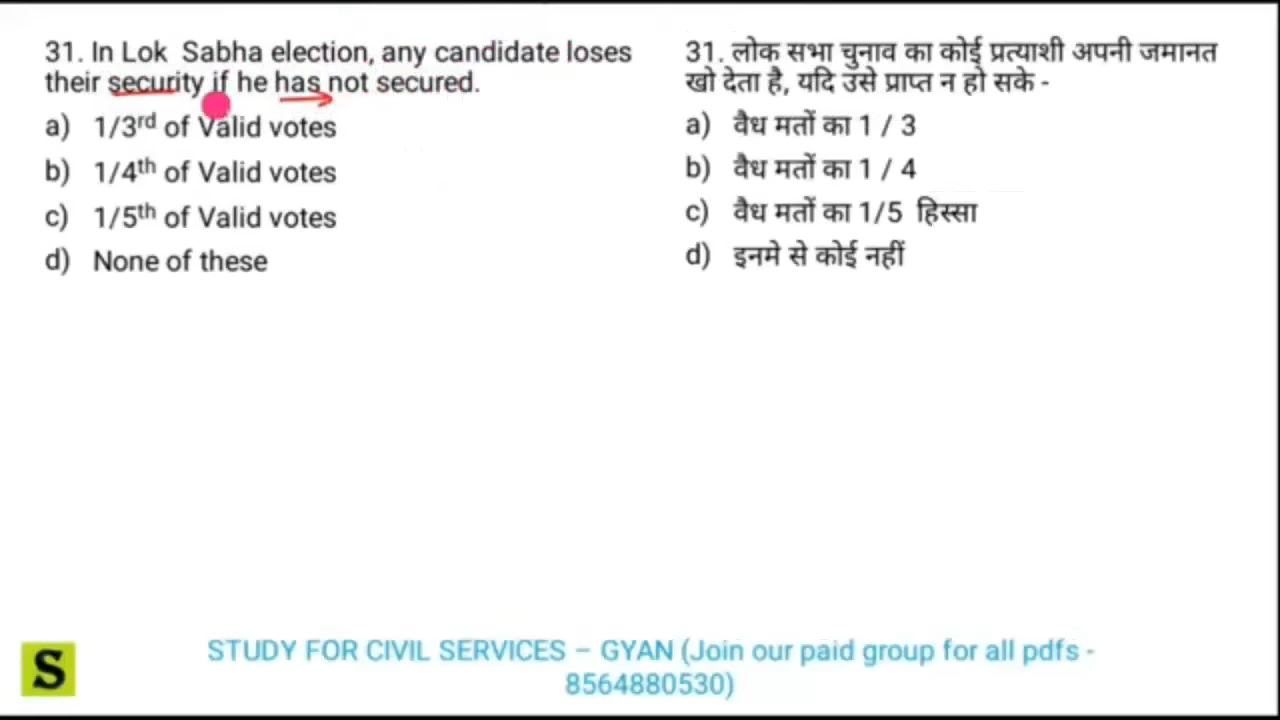 31. In Lok Sabha election, any candidate loses
their security if he has not secured.
a) 1/3rd of Valid votes
b) 1/4th of Valid votes
c) 1/5th of Valid votes
d) None of these
31. लोक सभा चुनाव का कोई प्रत्याशी अपनी जमानत
खो देता है, यदि उसे प्राप्त न हो सके -
a) वैध मतों का 1 / 3
b) वैध मतों का 1 / 4
c) वैध मतों का 1/5 हिस्सा
d) इनमे से कोई नहीं
S
STUDY FOR CIVIL SERVICES – GYAN (Join our paid group for all pdfs -
8564880530)